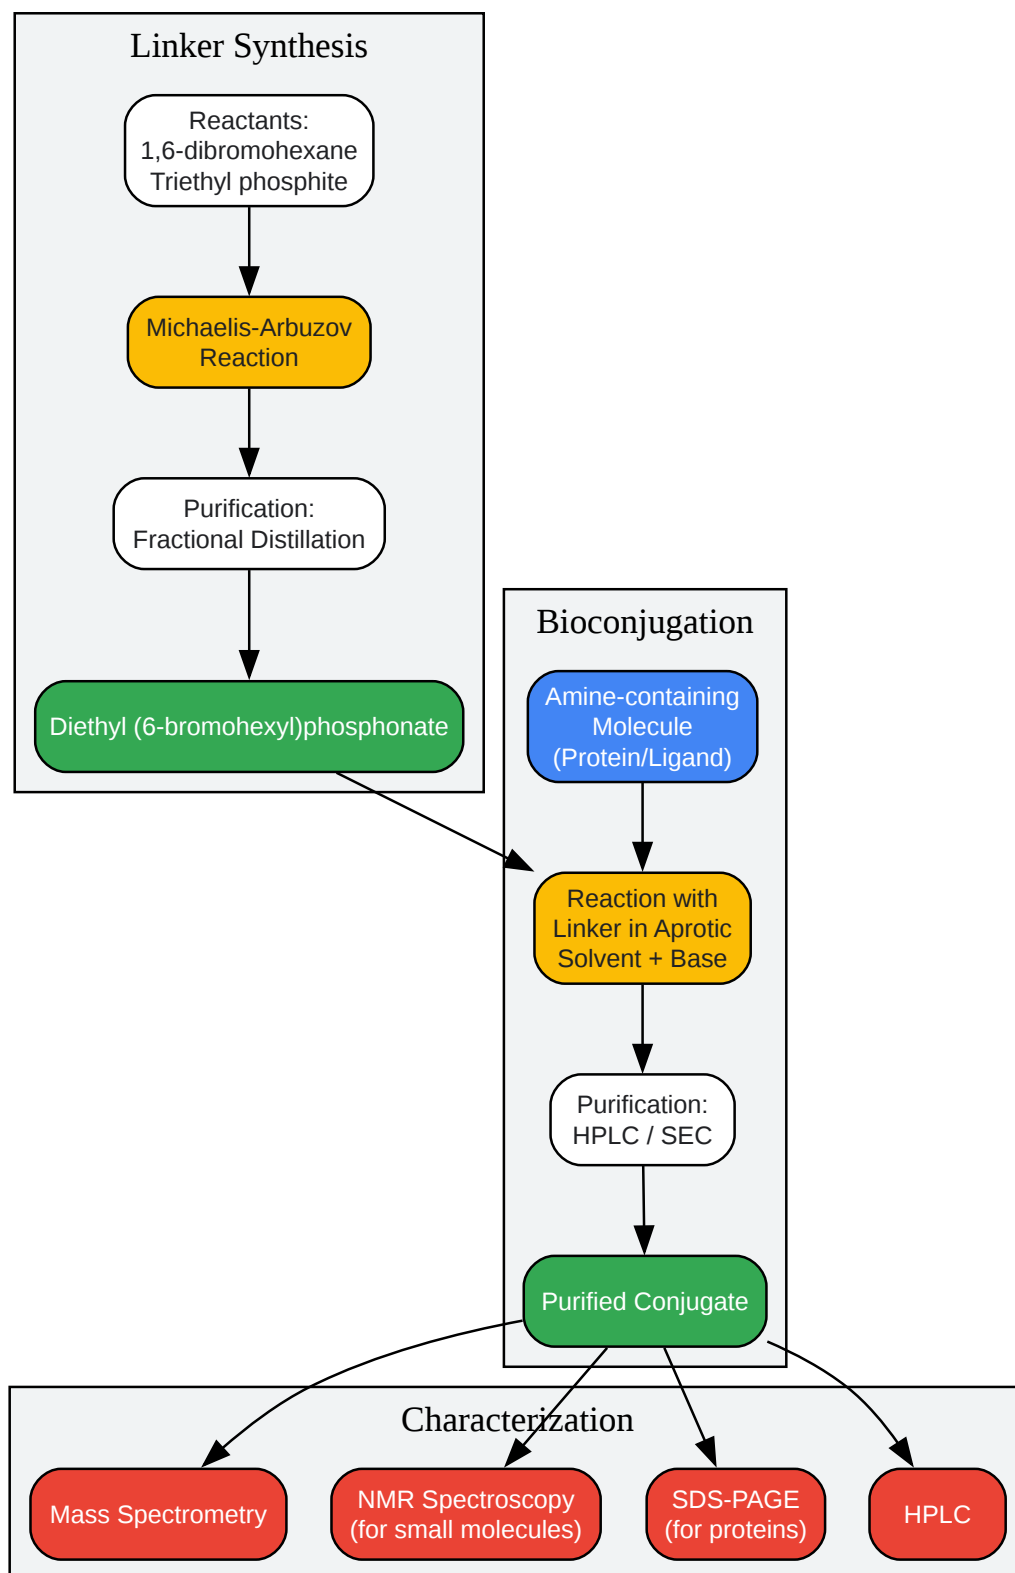 Linker Synthesis
Reactants:
1,6-dibromohexane
Triethyl phosphite
Michaelis-Arbuzov
Reaction
Purification:
Fractional Distillation
Diethyl (6-bromohexyl)phosphonate
Bioconjugation
Amine-containing
Molecule
(Protein/Ligand)
Reaction with
Linker in Aprotic
Solvent + Base
Purification:
HPLC / SEC
Purified Conjugate
Characterization
Mass Spectrometry
NMR Spectroscopy
(for small molecules)
SDS-PAGE
(for proteins)
HPLC